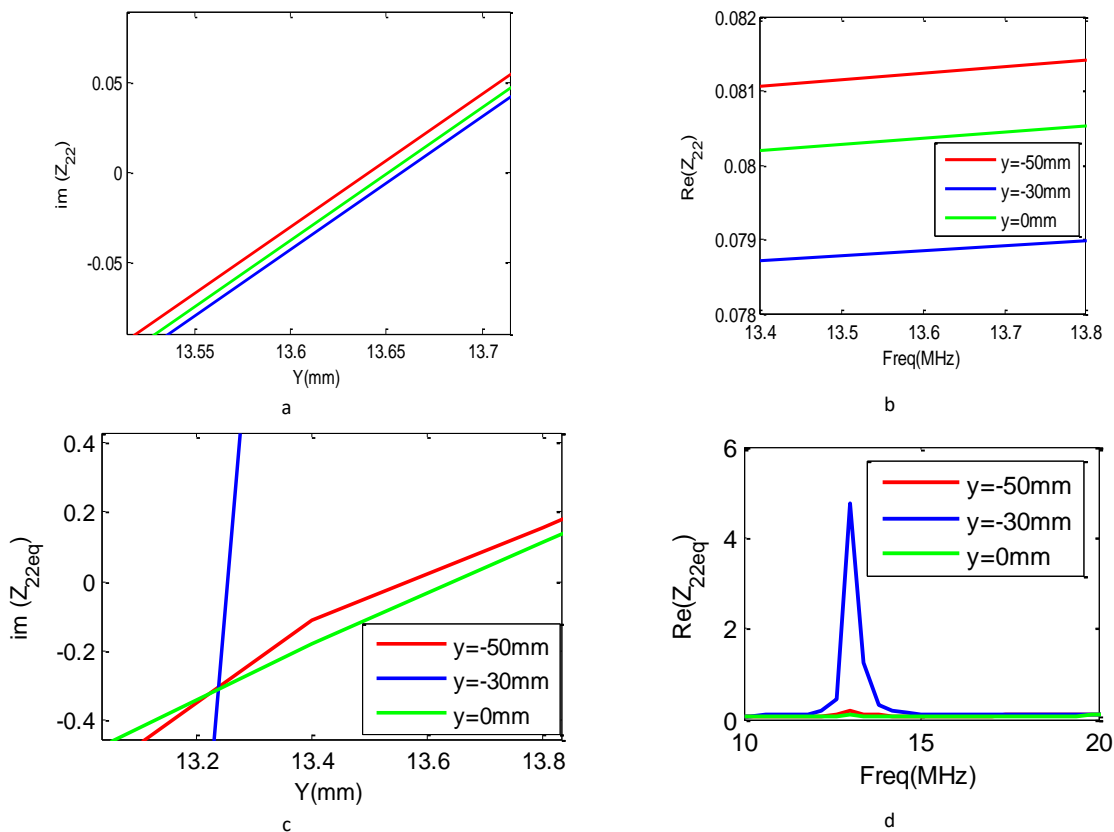 im (Z22)
0.05
0
-0.05
13.55 13.6 13.65 13.7
Y(mm)
a
Re(Z22)
0.082
0.081
0.08
0.079
0.078
13.4 13.5 13.6 13.7 13.8
Freq(MHz)
y=-50mm
y=-30mm
y=0mm
b
im (Z22eq)
0.4
0.2
0
-0.2
-0.4
13.2 13.4 13.6 13.8
Y(mm)
y=-50mm
y=-30mm
y=0mm
c
Re(Z22eq)
6
4
2
0
10 15 20
Freq(MHz)
y=-50mm
y=-30mm
y=0mm
d